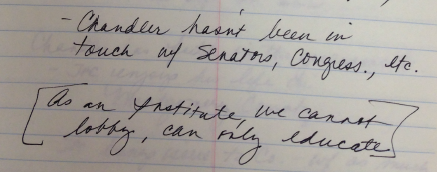 - Chandler hasn't been in
touch w/ Senators, Congress., etc.
[As an Institute, we cannot
lobby, can only educate]